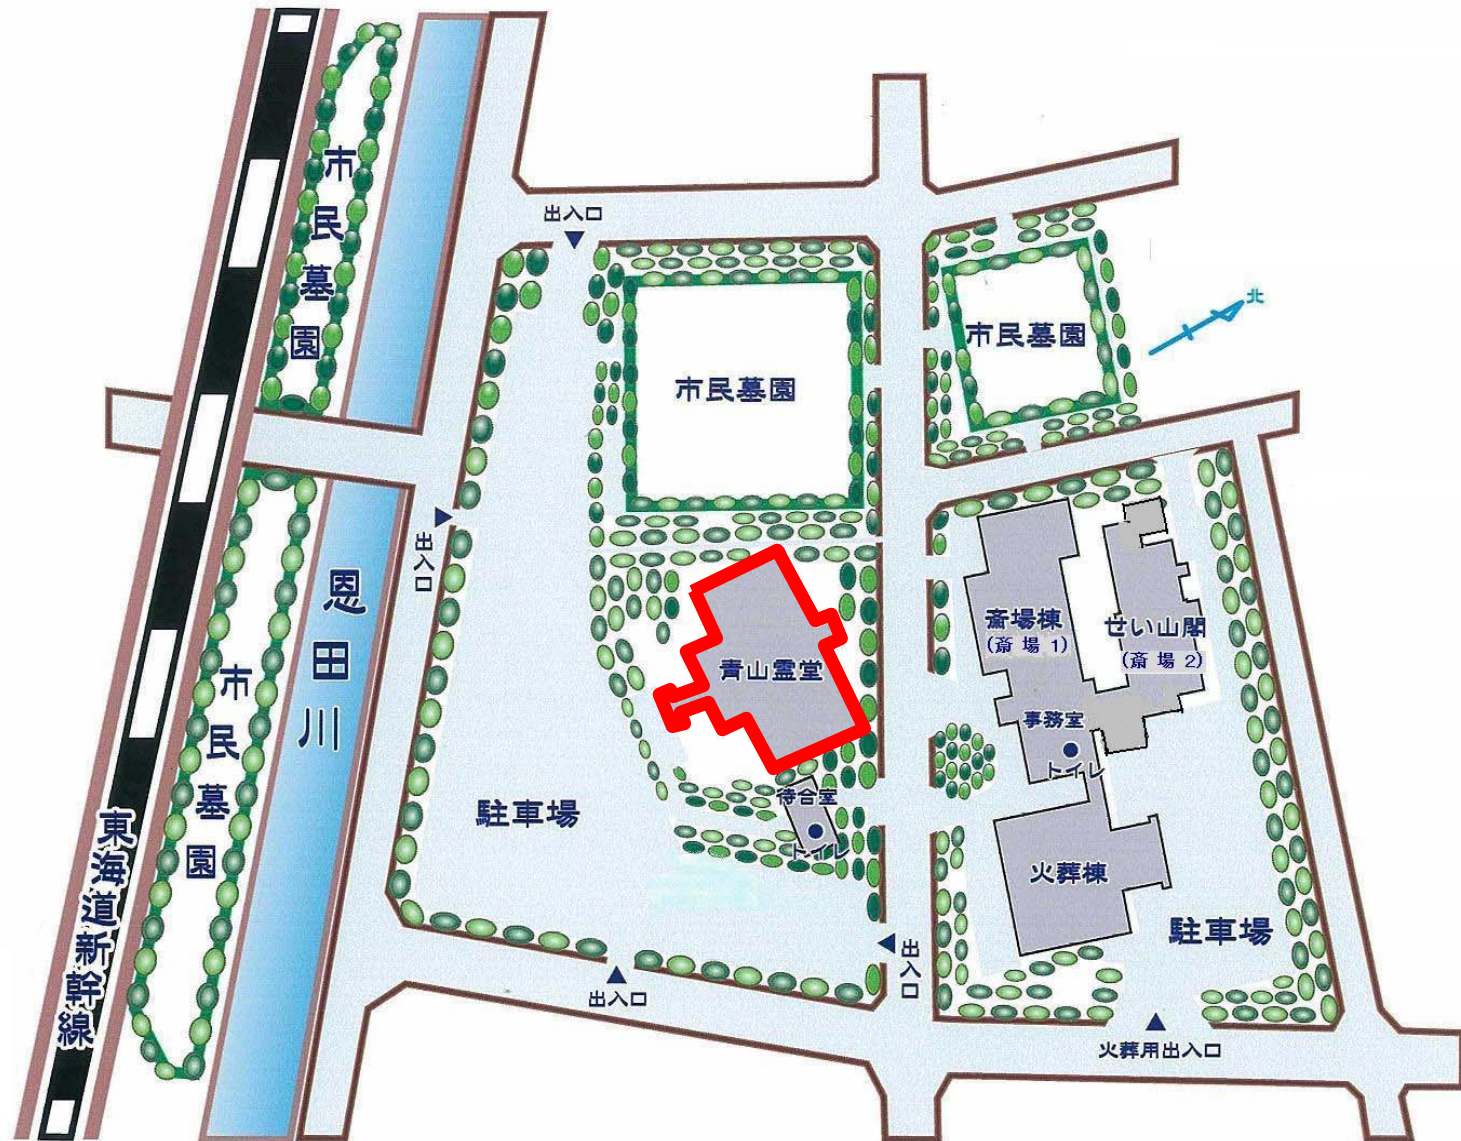 市民墓園
出入口
北
市民墓園
市民墓園
出入口
恩田川
斎場棟
(斎場1)
せい山閣
(斎場2)
青山霊堂
市民墓園
事務室
トイレ
待合室
トイレ
駐車場
火葬棟
東海道新幹線
駐車場
出入口
出入口
火葬用出入口